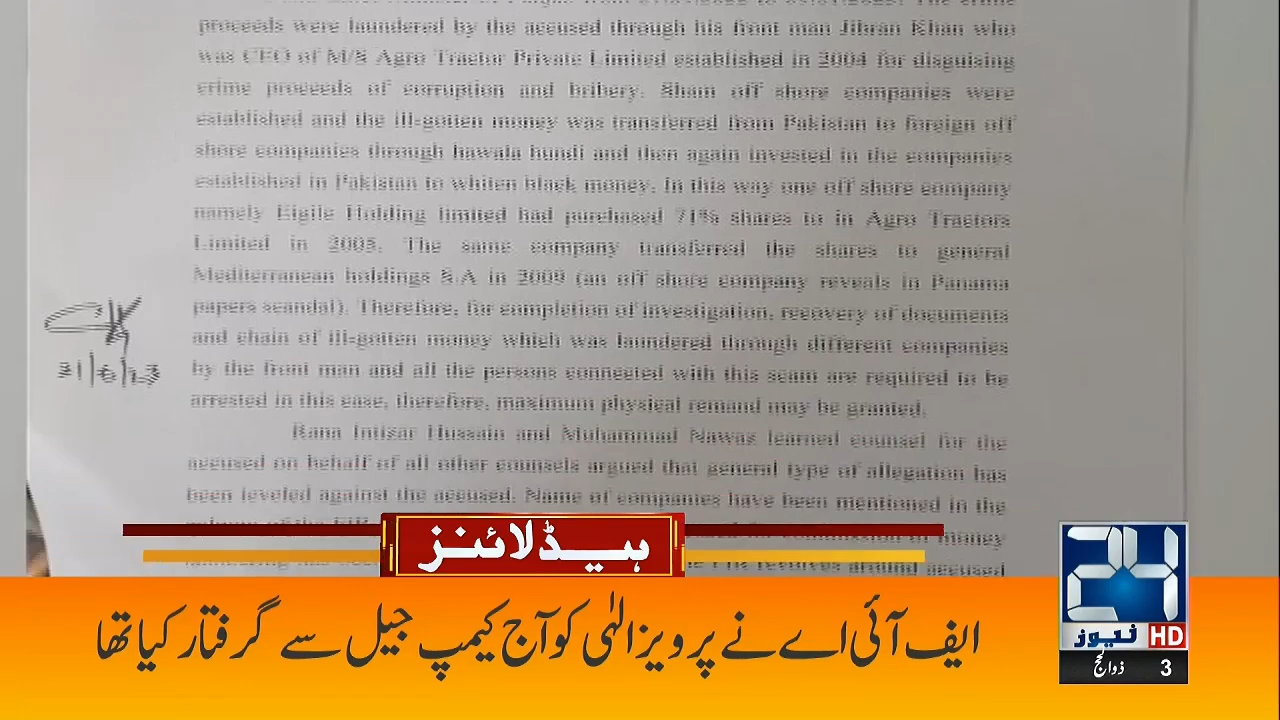 proceeds were laundered by the accused through his front man Jibran Khan who
was CEO of M/S Agro Tractor Private Limited established in 2004 for disguising
crime proceeds of corruption and bribery. Sham off shore companies were
established and the ill-gotten money was transferred from Pakistan to foreign off
shore companies through hawala hundi and then again invested in the companies
established in Pakistan to whiten black money. In this way one off shore company
namely Eigile Holding limited had purchased 71% shares to in Agro Tractors
Limited in 2005. The same company transferred the shares to general
Mediterranean holdings S.A in 2009 (an off shore company reveals in Panama
papers scandal). Therefore, for completion of investigation, recovery of documents
and chain of ill-gotten money which was laundered through different companies
by the front man and all the persons connected with this scam are required to be
arrested in this case, therefore, maximum physical remand may be granted.
Rana Intisar Hussain and Muhammad Nawaz learned counsel for the
accused on behalf of all other counsels argued that general type of allegation has
been leveled against the accused. Name of companies have been mentioned in the
money
accused
21/6/23
ہیڈلائنز
ایف آئی اے نے پرویز الٰہی کو آج کیمپ جیل سے گرفتار کیا تھا
24
نیوز HD
3 ذوالحج